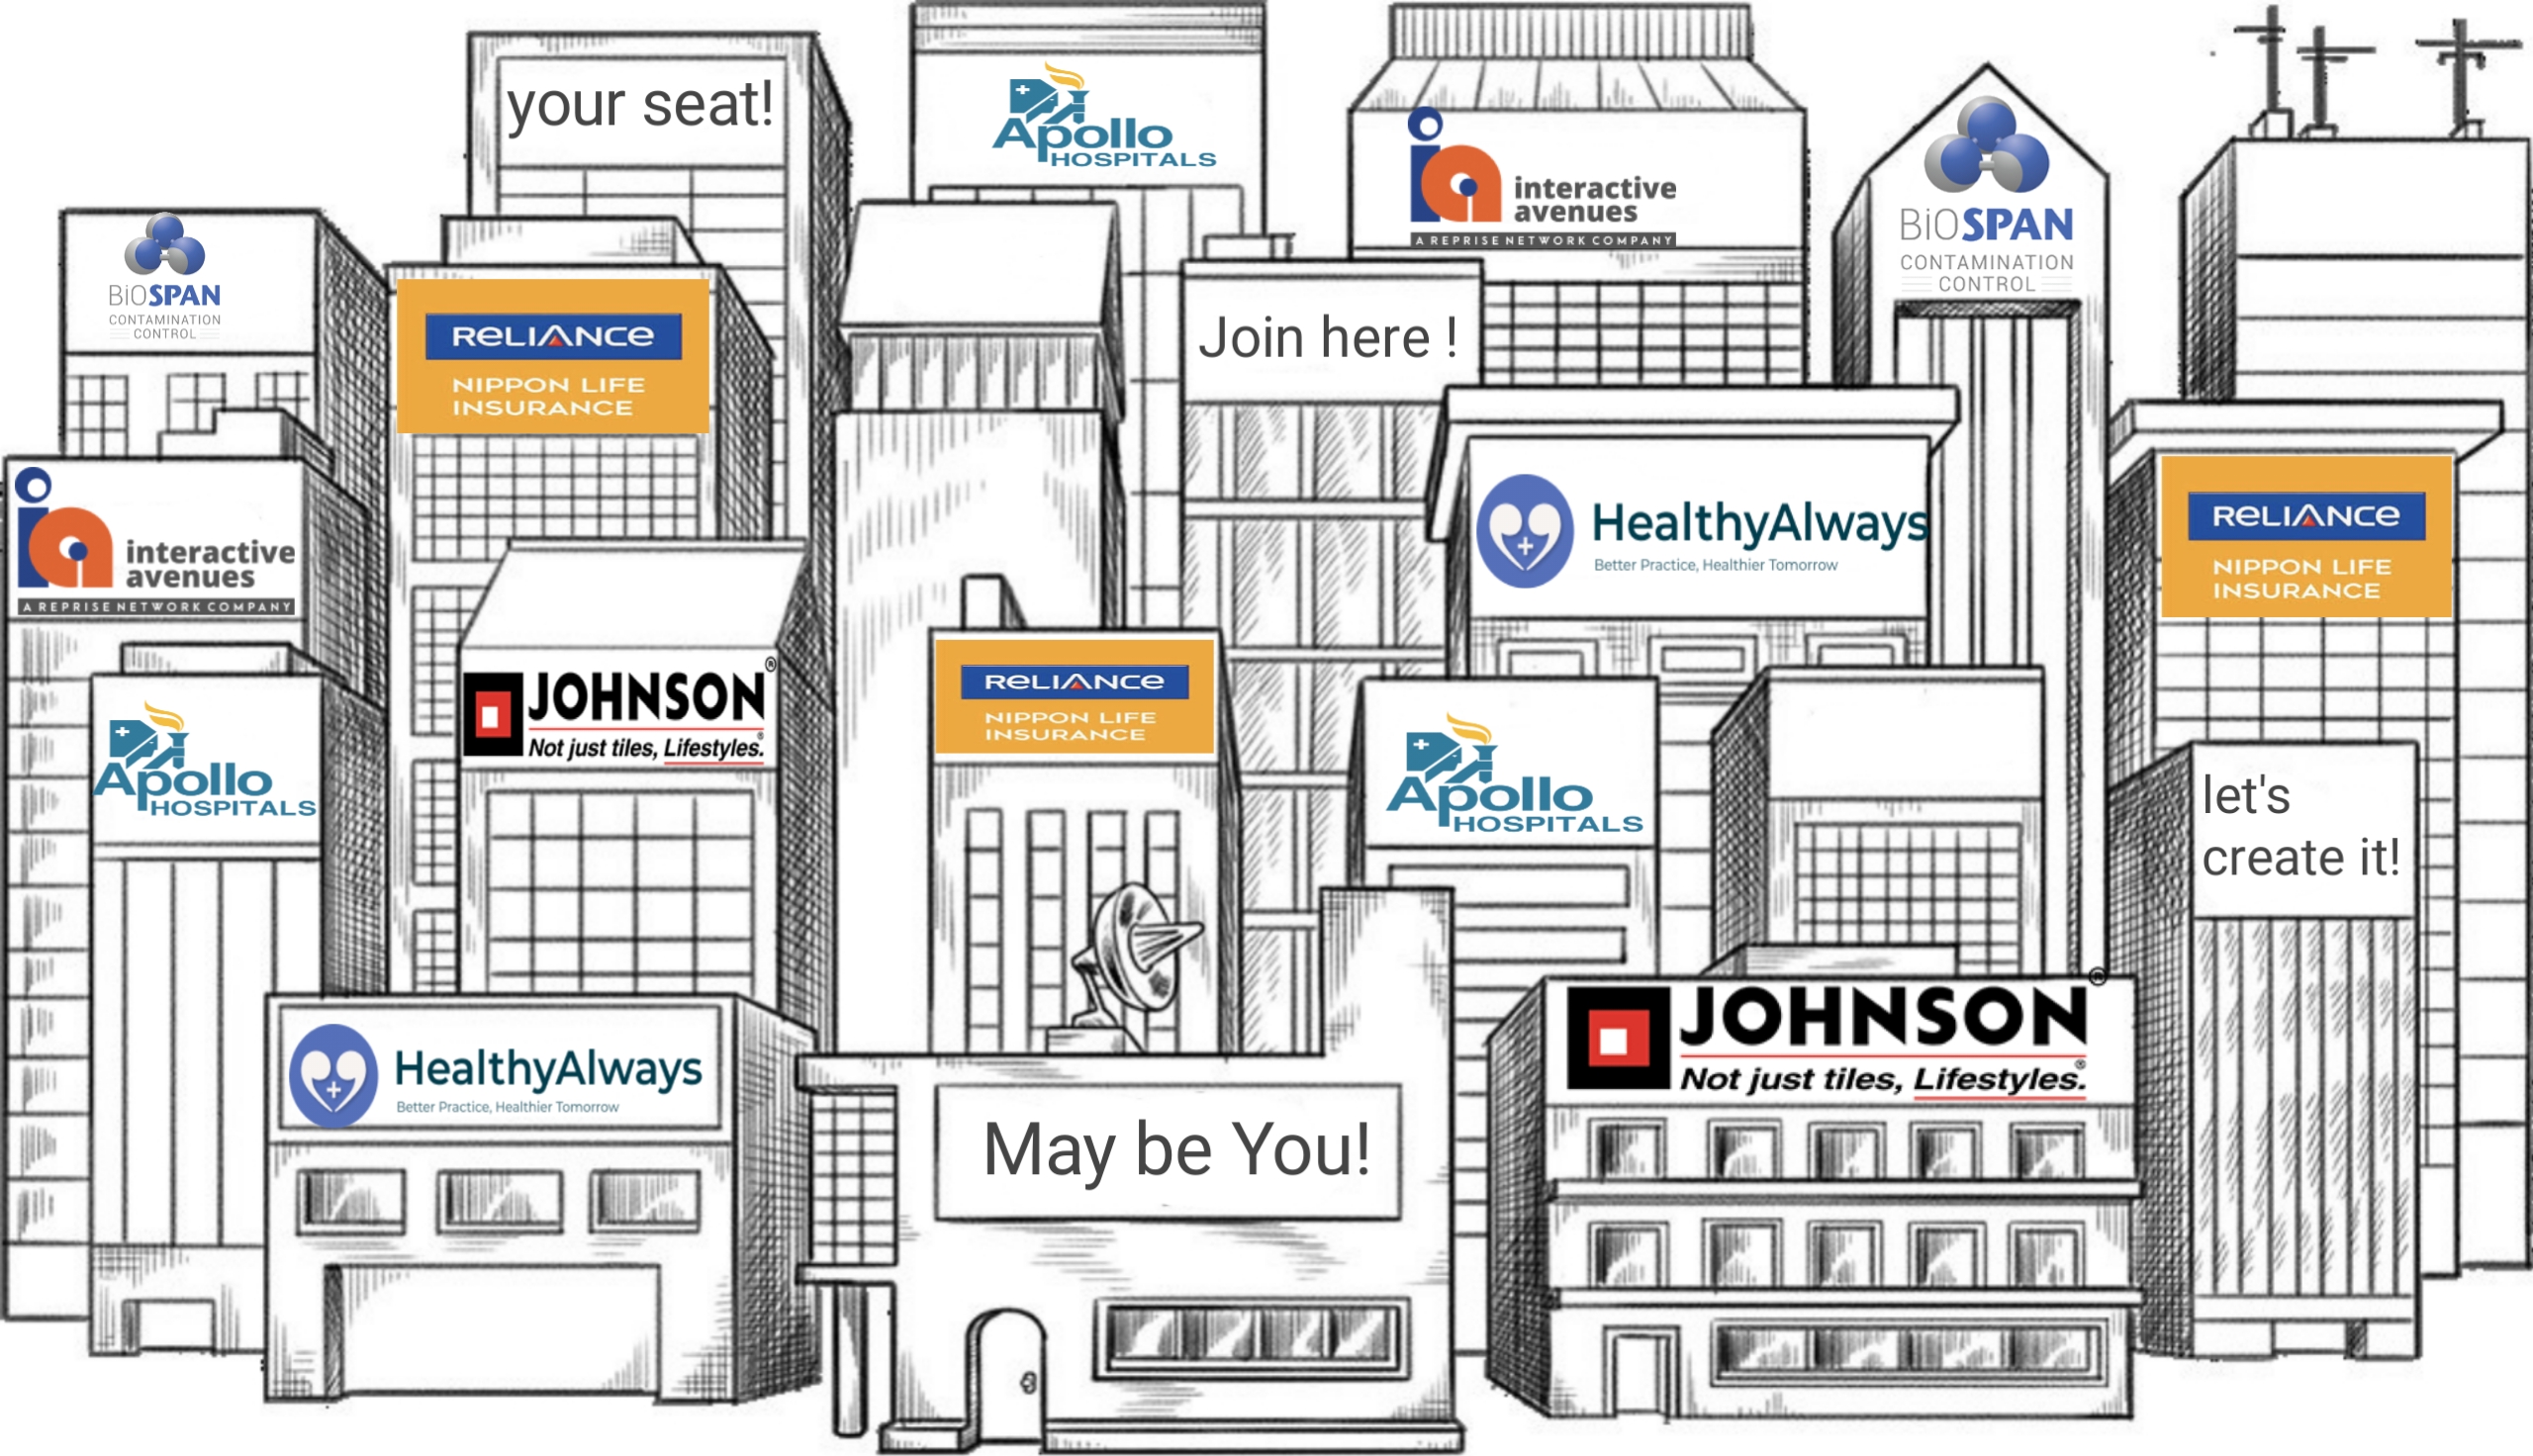 your seat!
Apollo
HOSPITALS
interactive
avenues
A REPRISE NETWORK COMPANY
BiOSPAN
CONTAMINATION
CONTROL
BiOSPAN
CONTAMINATION
CONTROL
RELIANCE
NIPPON LIFE
INSURANCE
Join here !
interactive
avenues
A REPRISE NETWORK COMPANY
HealthyAlways
Better Practice, Healthier Tomorrow
RELIANCE
NIPPON LIFE
INSURANCE
JOHNSON®
Not just tiles, Lifestyles.®
RELIANCE
NIPPON LIFE
INSURANCE
Apollo
HOSPITALS
Apollo
HOSPITALS
let's
create it!
HealthyAlways
Better Practice, Healthier Tomorrow
May be You!
JOHNSON®
Not just tiles, Lifestyles.®